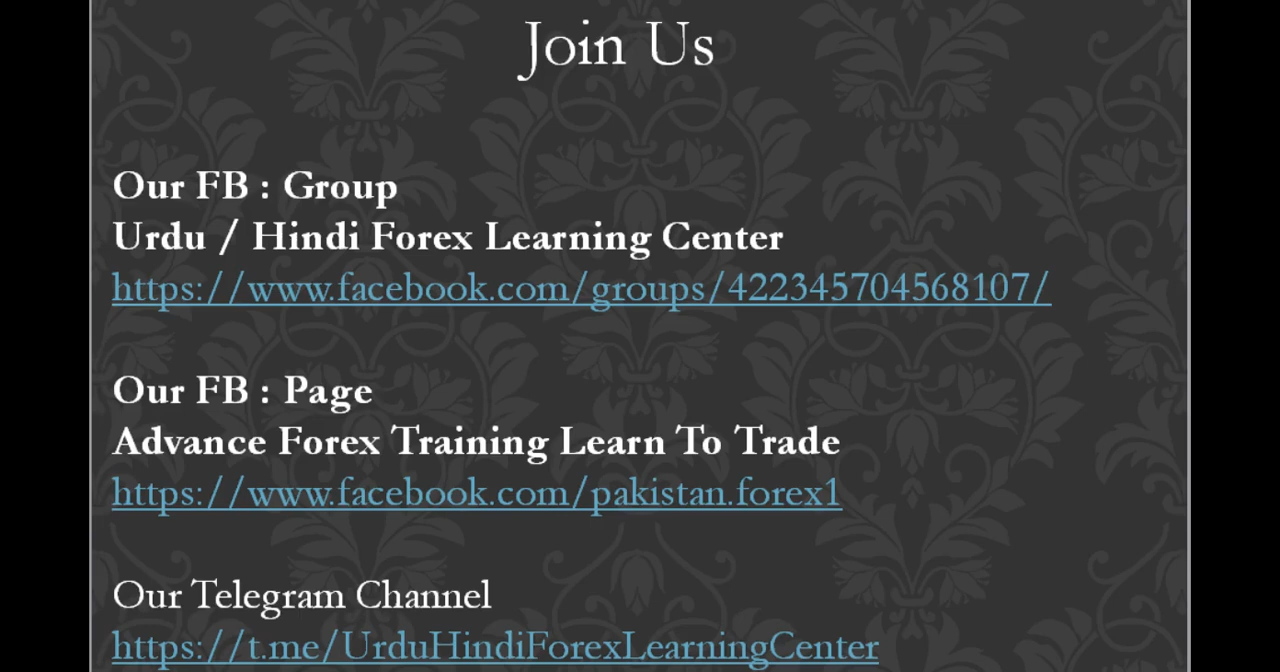 Join Us
Our FB : Group
Urdu / Hindi Forex Learning Center
https://www.facebook.com/groups/422345704568107/
Our FB : Page
Advance Forex Training Learn To Trade
https://www.facebook.com/pakistan.forex1
Our Telegram Channel
https://t.me/UrduHindiForexLearningCenter